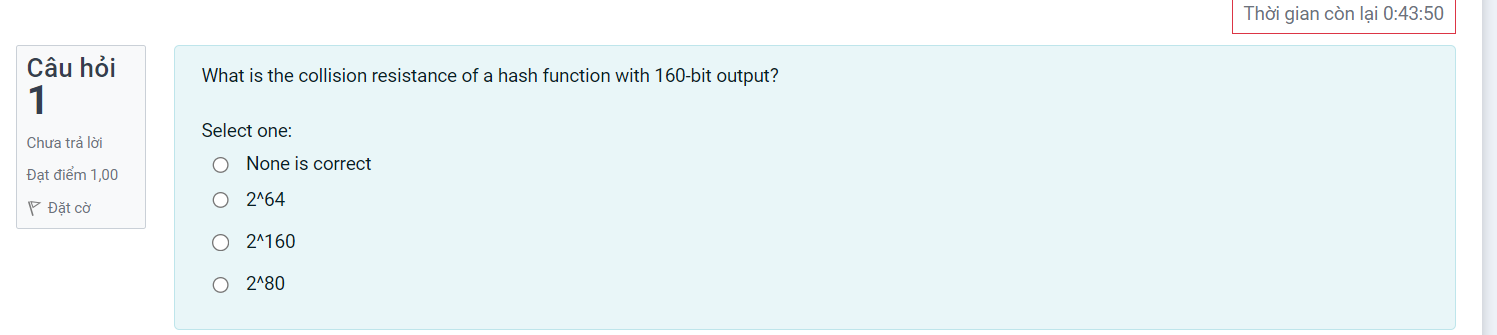 Thời gian còn lại 0:43:50
Câu hỏi
1
Chưa trả lời
Đạt điểm 1,00
Đặt cờ
What is the collision resistance of a hash function with 160-bit output?
Select one:
None is correct
2^64
2^160
2^80